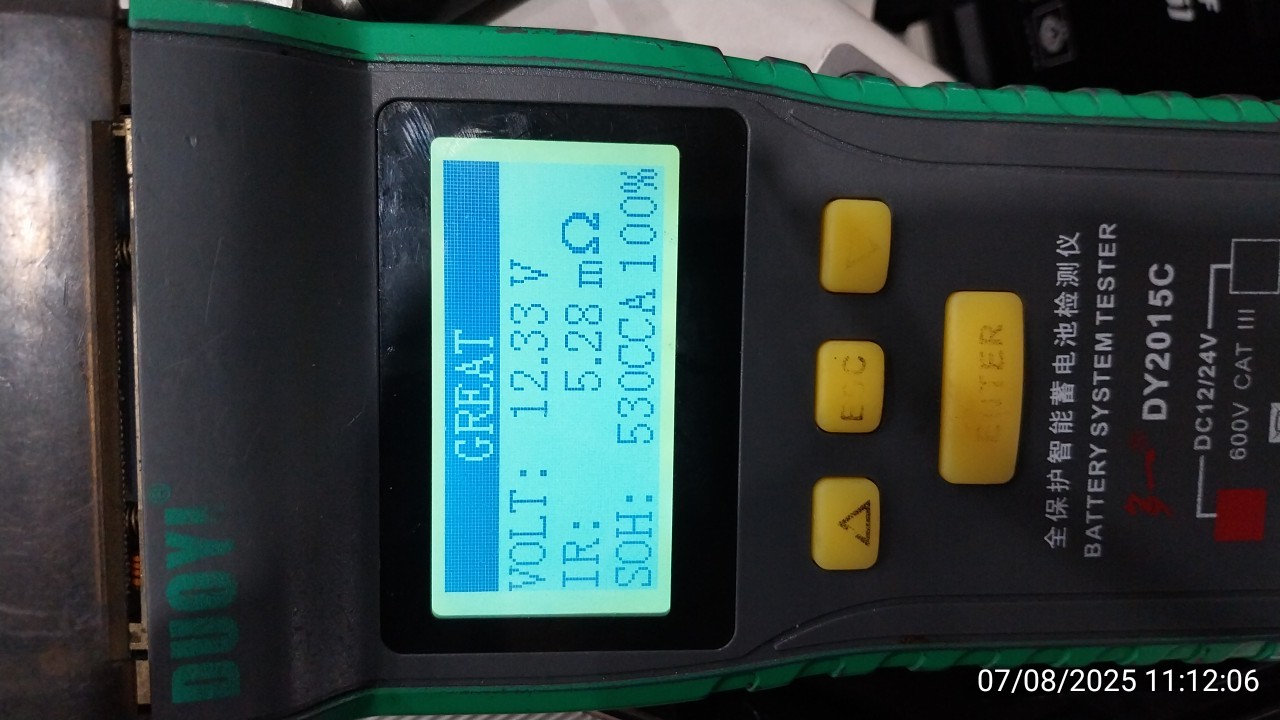 DUOYI®
GREAT
VOLT: 12.33 V
IR: 5.28 mΩ
SOH: 530CCA100%
ESC
ENTER
全保护智能蓄电池检测仪
BATTERY SYSTEM TESTER
DY2015C
DC12/24V
600V CAT III
07/08/2025 11:12:06